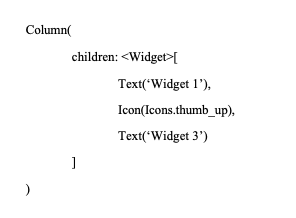 Column(
children: <Widget>[
Text(‘Widget 1’),
Icon(Icons.thumb_up),
Text(‘Widget 3’)
]
)